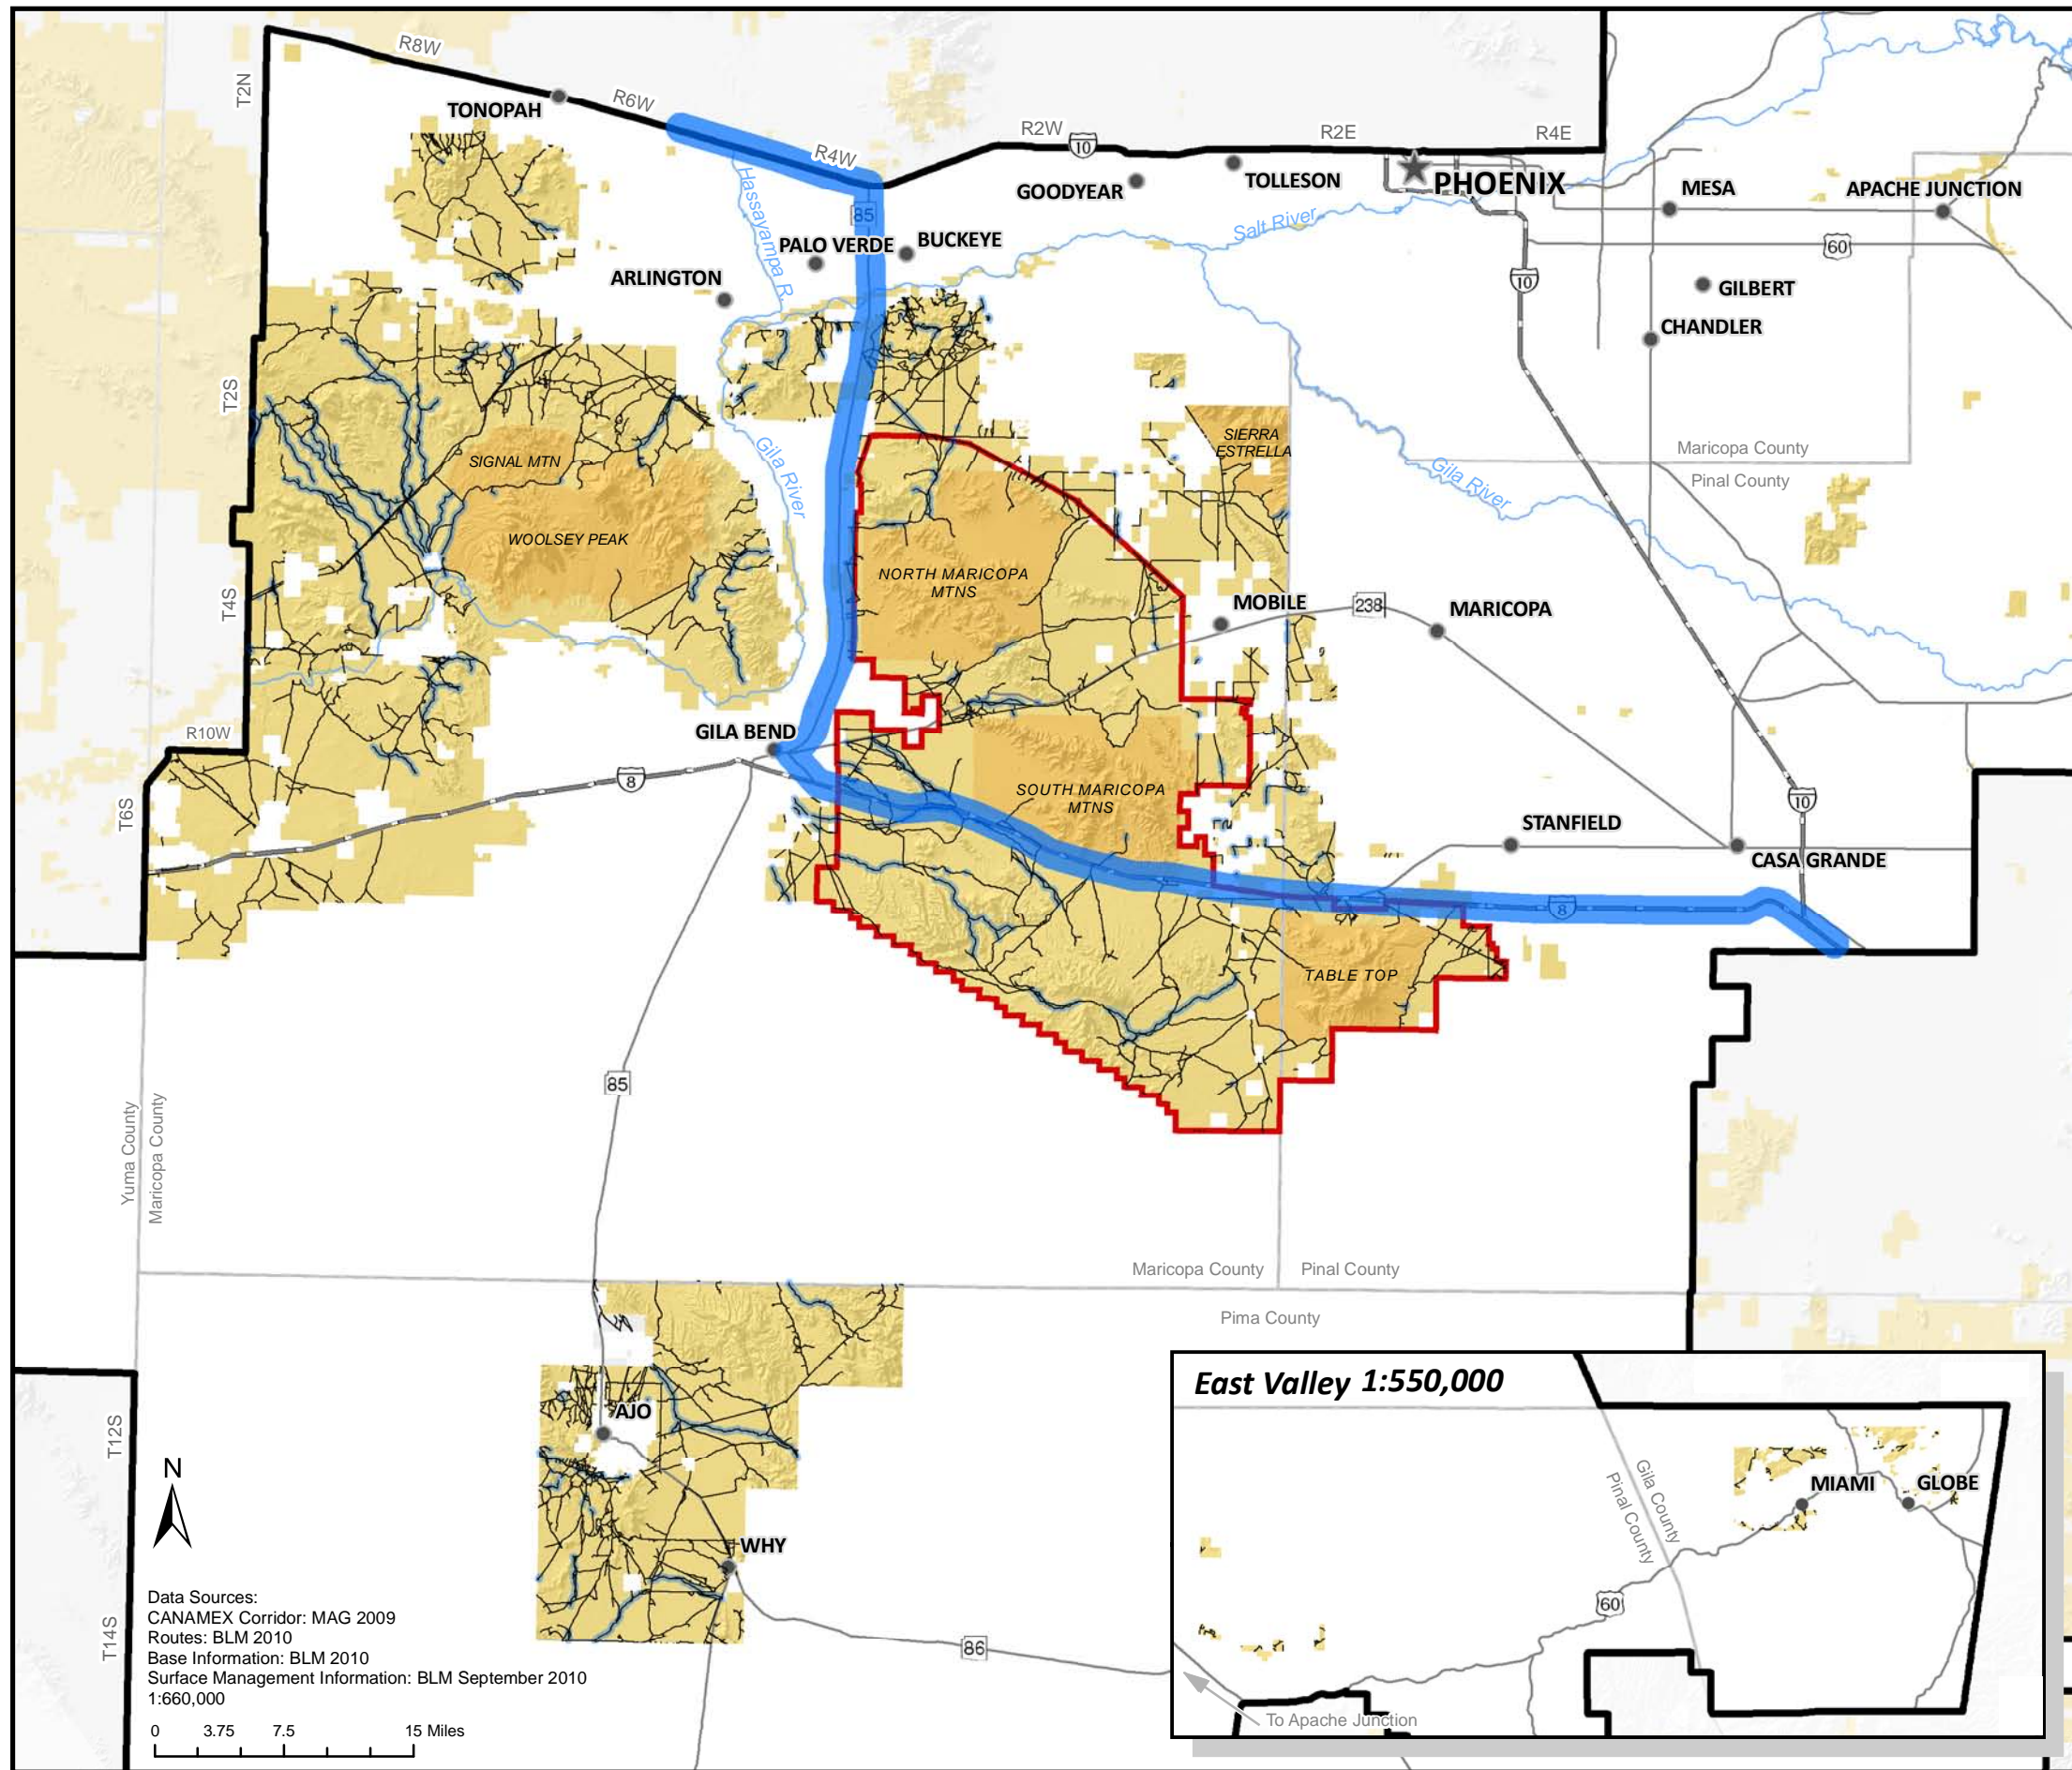 R8W
T2N
TONOPAH
R6W
R4W
R2W
10
R2E
R4E
GOODYEAR
TOLLESON
PHOENIX
MESA
APACHE JUNCTION
Hassayampa R.
85
Salt River
60
PALO VERDE
BUCKEYE
ARLINGTON
10
GILBERT
CHANDLER
T2S
SIGNAL MTN
Gila River
SIERRA
ESTRELLA
Maricopa County
Pinal County
Gila River
WOOLSEY PEAK
NORTH MARICOPA
MTNS
T4S
MOBILE
238
MARICOPA
R10W
GILA BEND
8
SOUTH MARICOPA
MTNS
10
T6S
STANFIELD
CASA GRANDE
8
TABLE TOP
85
Yuma County
Maricopa County
Maricopa County
Pinal County
Pima County
East Valley 1:550,000
T12S
AJO
N
MIAMI
GLOBE
Gila County
Pinal County
WHY
60
T14S
86
To Apache Junction
Data Sources:
CANAMEX Corridor: MAG 2009
Routes: BLM 2010
Base Information: BLM 2010
Surface Management Information: BLM September 2010
1:660,000
0 3.75 7.5 15 Miles